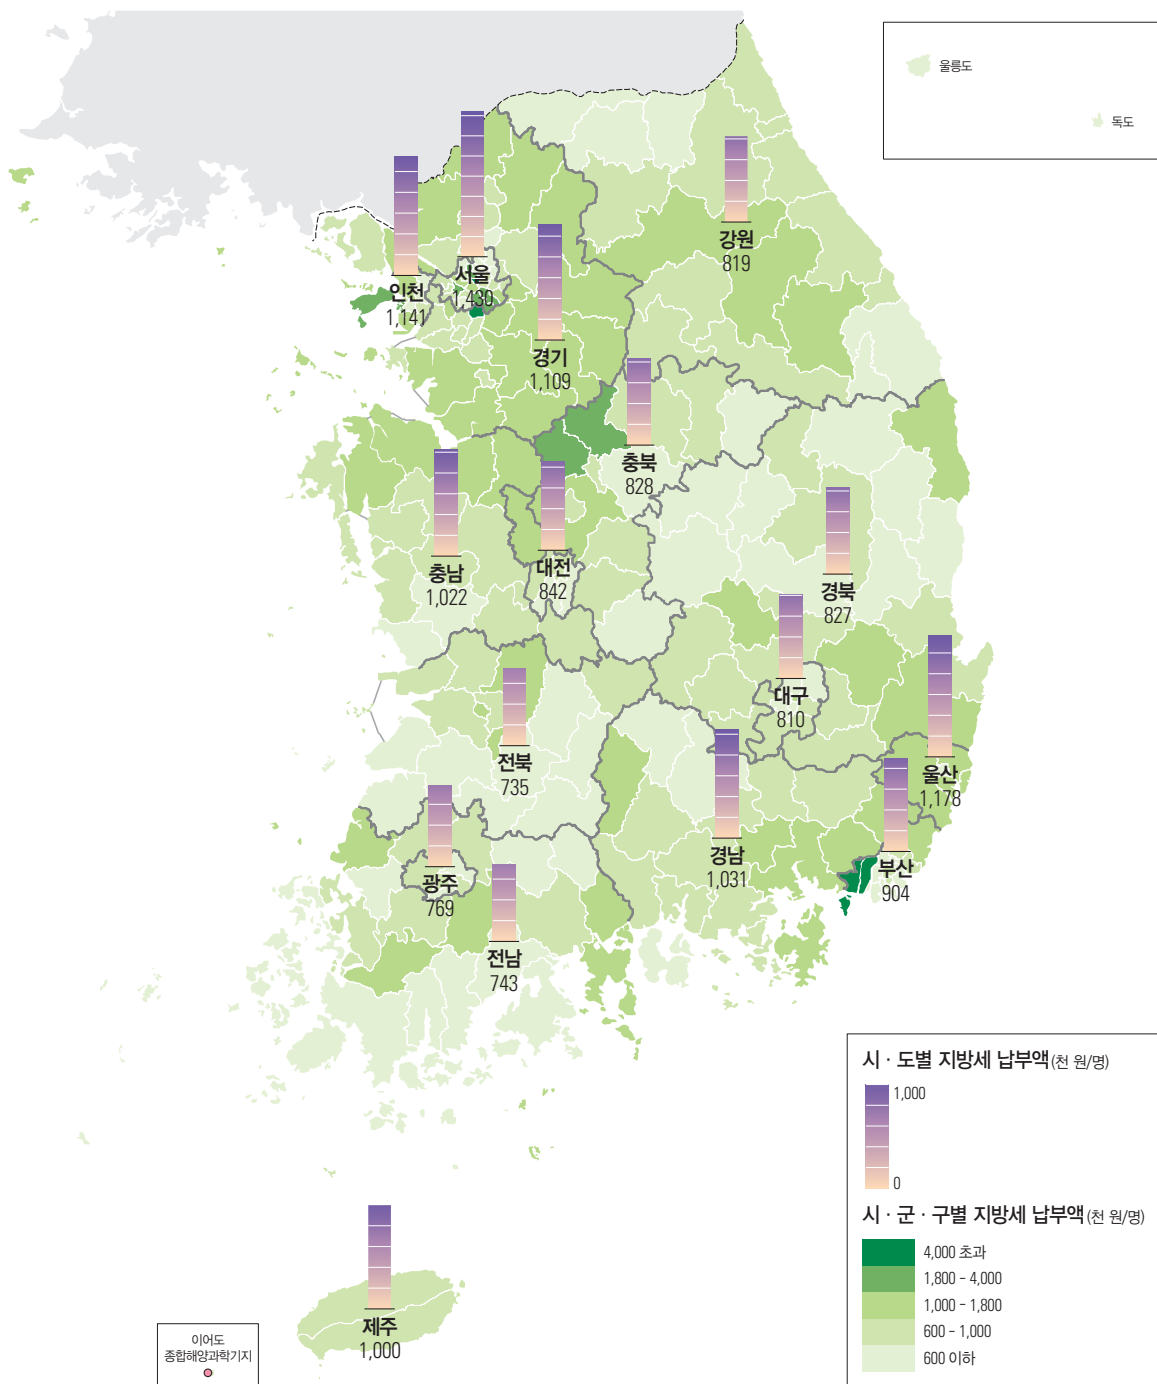 울릉도
독도
강원
819
서울
1,430
인천
1,141
경기
1,109
충북
828
충남
1,022
대전
842
경북
827
대구
810
울산
1,178
전북
735
경남
1,031
부산
904
광주
769
전남
743
제주
1,000
이어도
종합해양과학기지
시 · 도별 지방세 납부액(천 원/명)
1,000
0
시 · 군 · 구별 지방세 납부액(천 원/명)
4,000 초과
1,800 - 4,000
1,000 - 1,800
600 - 1,000
600 이하